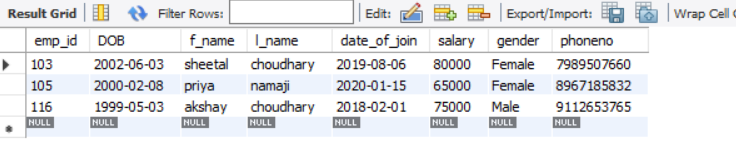 Result Grid Filter Rows: Edit: Export/Import: Wrap Cell
emp_id DOB f_name l_name date_of_join salary gender phoneno
103 2002-06-03 sheetal choudhary 2019-08-06 80000 Female 7989507660
105 2000-02-08 priya namaji 2020-01-15 65000 Female 8967185832
116 1999-05-03 akshay choudhary 2018-02-01 75000 Male 9112653765
NULL NULL NULL NULL NULL NULL NULL NULL